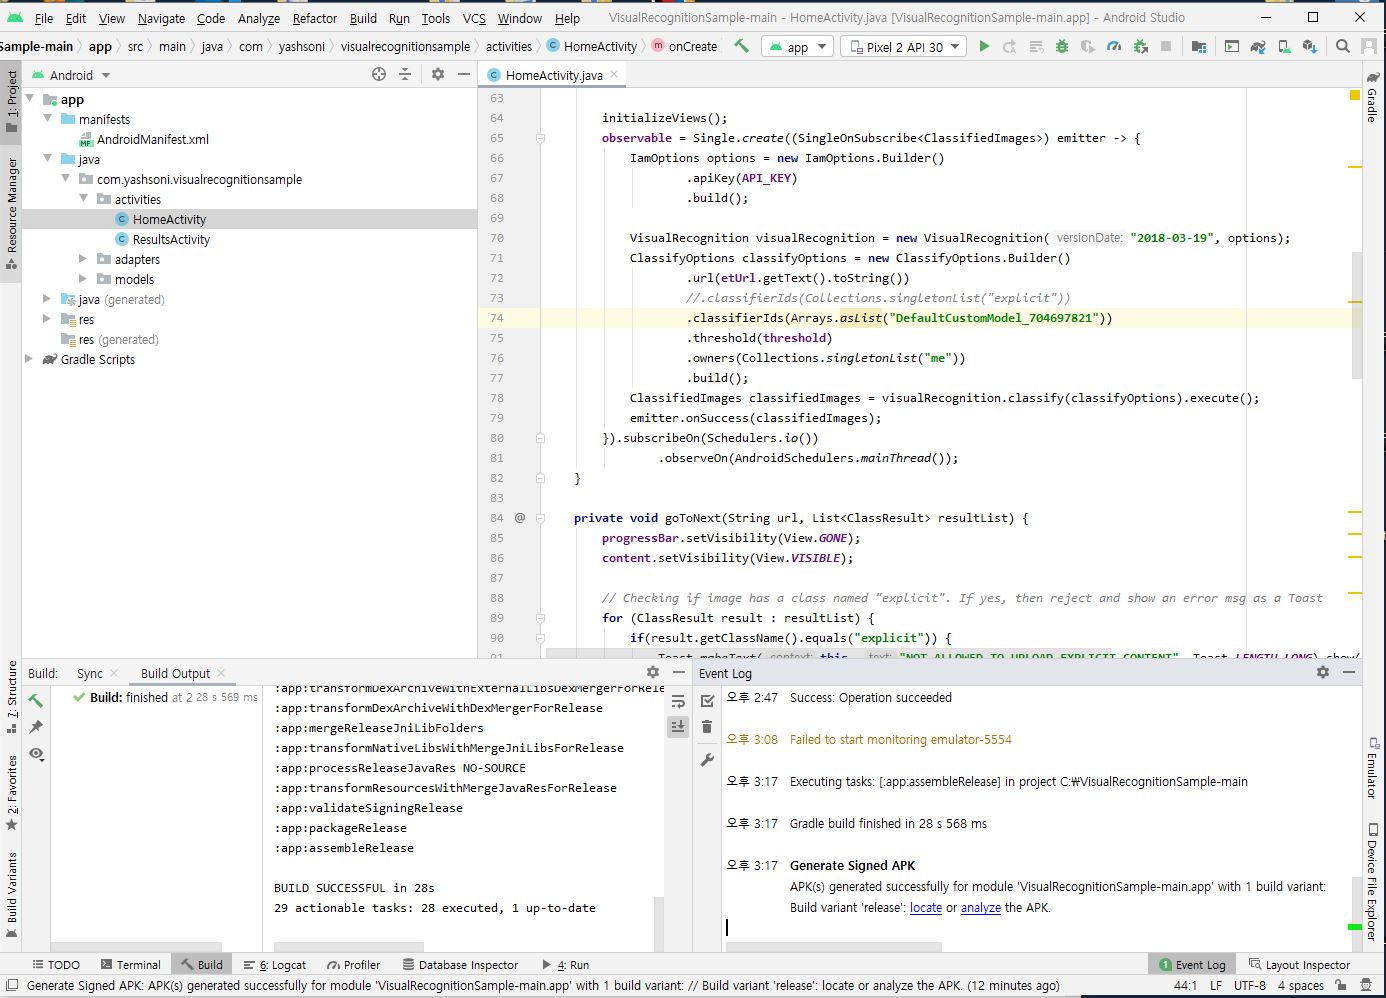 File Edit View Navigate Code Analyze Refactor Build Run Tools VCS Window Help VisualRecognitionSample-main - HomeActivity.java [VisualRecognitionSample-main.app] - Android Studio
Sample-main app src main java com yashsoni visualrecognitionsample activities HomeActivity onCreate app Pixel 2 API 30
Android
HomeActivity.java
1: Project
Resource Manager
7: Structure
2: Favorites
Build Variants
app
manifests
AndroidManifest.xml
java
com.yashsoni.visualrecognitionsample
activities
HomeActivity
ResultsActivity
adapters
models
java (generated)
res
res (generated)
Gradle Scripts
63
64 initializeViews();
65 observable = Single.create((SingleOnSubscribe<ClassifiedImages>) emitter -> {
66 IamOptions options = new IamOptions.Builder()
67 .apiKey(API_KEY)
68 .build();
69
70 VisualRecognition visualRecognition = new VisualRecognition( versionDate: "2018-03-19", options);
71 ClassifyOptions classifyOptions = new ClassifyOptions.Builder()
72 .url(etUrl.getText().toString())
73 //.classifierIds(Collections.singletonList("explicit"))
74 .classifierIds(Arrays.asList("DefaultCustomModel_704697821"))
75 .threshold(threshold)
76 .owners(Collections.singletonList("me"))
77 .build();
78 ClassifiedImages classifiedImages = visualRecognition.classify(classifyOptions).execute();
79 emitter.onSuccess(classifiedImages);
80 }).subscribeOn(Schedulers.io())
81 .observeOn(AndroidSchedulers.mainThread());
82 }
83
84 @ private void goToNext(String url, List<ClassResult> resultList) {
85 progressBar.setVisibility(View.GONE);
86 content.setVisibility(View.VISIBLE);
87
88 // Checking if image has a class named "explicit". If yes, then reject and show an error msg as a Toast
89 for (ClassResult result : resultList) {
90 if(result.getClassName().equals("explicit")) {
91 Toast.makeText( context: this, text: "NOT ALLOWED TO UPLOAD EXPLICIT CONTENT", Toast.LENGTH_LONG).show(
Gradle
Emulator
Device File Explorer
Build: Sync Build Output
Build: finished at 2 28 s 569 ms
:app:transformDexArchiveWithExternalLibsDexMergerForRele
:app:transformDexArchiveWithDexMergerForRelease
:app:mergeReleaseJniLibFolders
:app:transformNativeLibsWithMergeJniLibsForRelease
:app:processReleaseJavaRes NO-SOURCE
:app:transformResourcesWithMergeJavaResForRelease
:app:validateSigningRelease
:app:packageRelease
:app:assembleRelease
BUILD SUCCESSFUL in 28s
29 actionable tasks: 28 executed, 1 up-to-date
Event Log
오후 2:47 Success: Operation succeeded
오후 3:08 Failed to start monitoring emulator-5554
오후 3:17 Executing tasks: [:app:assembleRelease] in project C:₩VisualRecognitionSample-main
오후 3:17 Gradle build finished in 28 s 568 ms
오후 3:17 Generate Signed APK
APK(s) generated successfully for module 'VisualRecognitionSample-main.app' with 1 build variant:
Build variant 'release': locate or analyze the APK.
TODO Terminal Build 6: Logcat Profiler Database Inspector 4: Run 1 Event Log Layout Inspector
Generate Signed APK: APK(s) generated successfully for module 'VisualRecognitionSample-main.app' with 1 build variant: // Build variant 'release': locate or analyze the APK. (12 minutes ago) 44:1 LF UTF-8 4 spaces